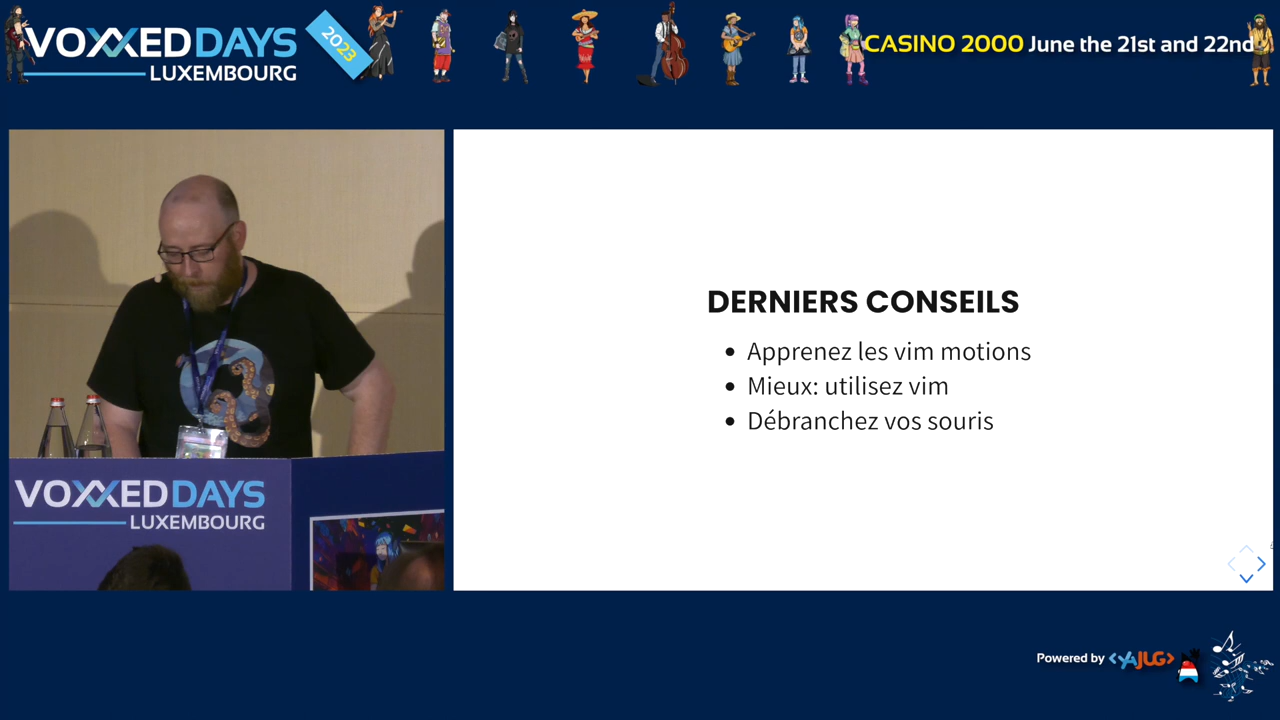 VOXXED DAYS
LUXEMBOURG
2023
CASINO 2000 June the 21st and 22nd
DERNIERS CONSEILS
• Apprenez les vim motions
• Mieux: utilisez vim
• Débranchez vos souris
VOXXED DAYS
LUXEMBOURG
Powered by <YAJUG>